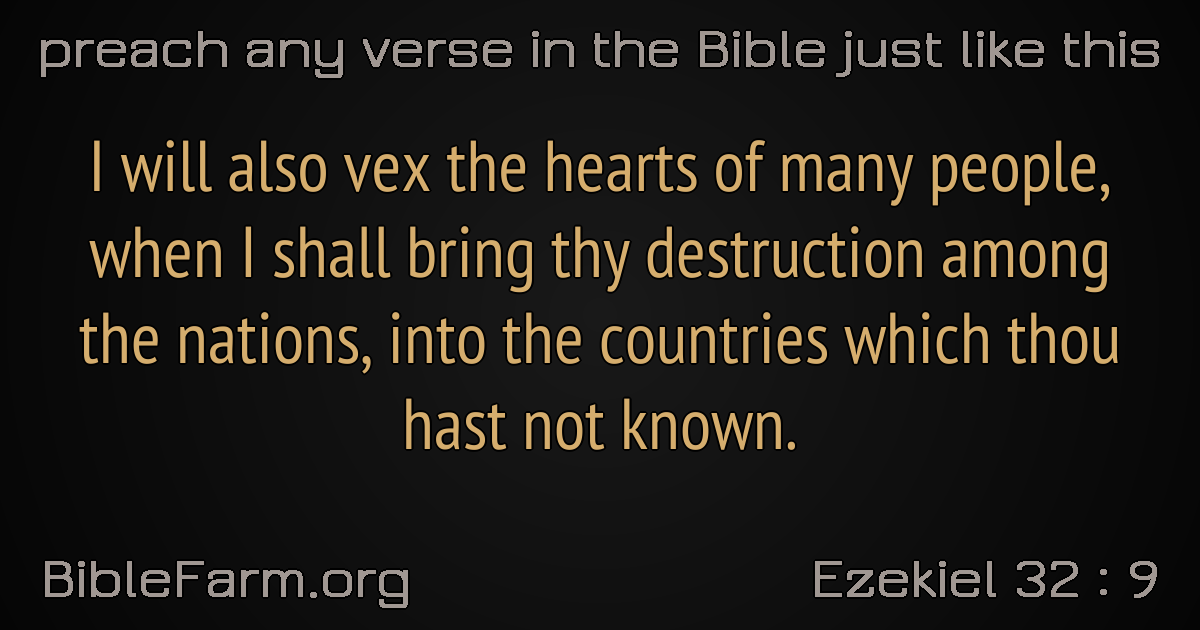 preach any verse in the Bible just like this
I will also vex the hearts of many people,
when I shall bring thy destruction among
the nations, into the countries which thou
hast not known.
BibleFarm.org
Ezekiel 32 : 9